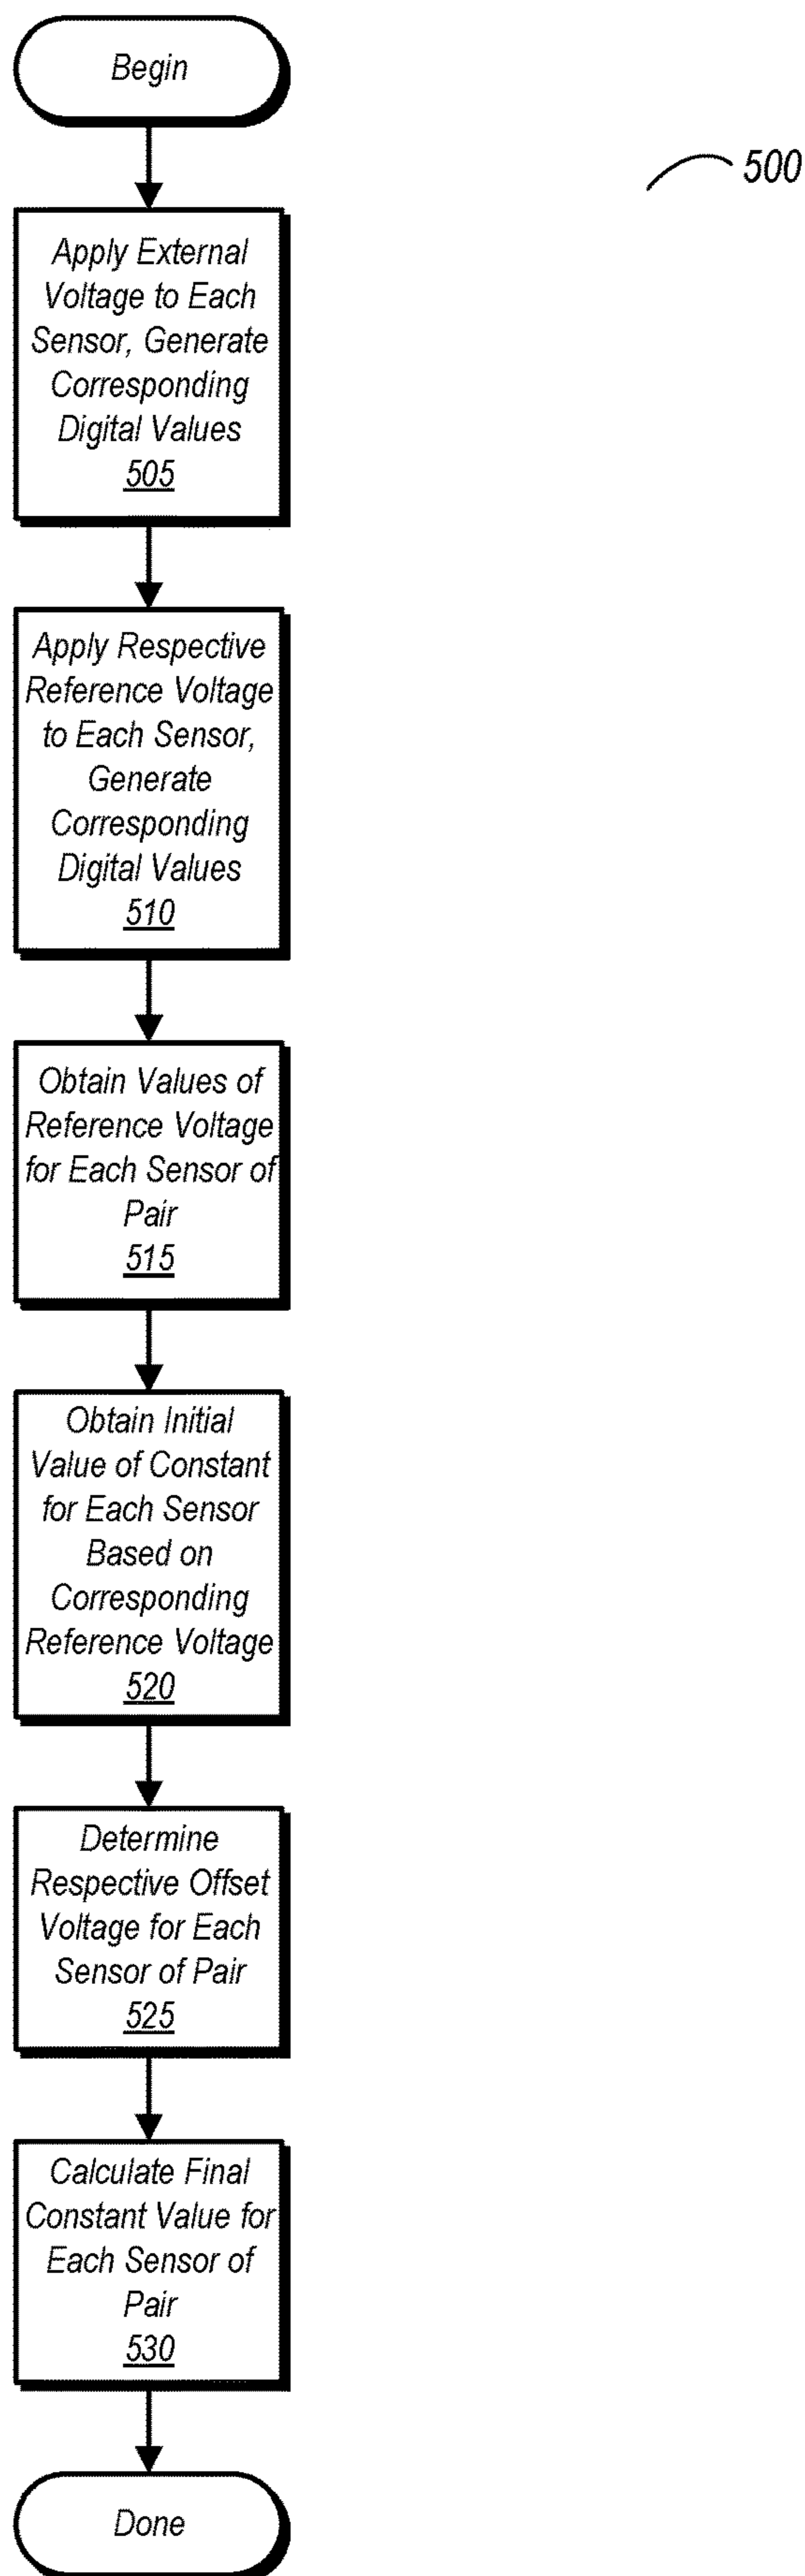 Begin
500
Apply External
Voltage to Each
Sensor, Generate
Corresponding
Digital Values
505
Apply Respective
Reference Voltage
to Each Sensor,
Generate
Corresponding
Digital Values
510
Obtain Values of
Reference Voltage
for Each Sensor of
Pair
515
Obtain Initial
Value of Constant
for Each Sensor
Based on
Corresponding
Reference Voltage
520
Determine
Respective Offset
Voltage for Each
Sensor of Pair
525
Calculate Final
Constant Value for
Each Sensor of
Pair
530
Done